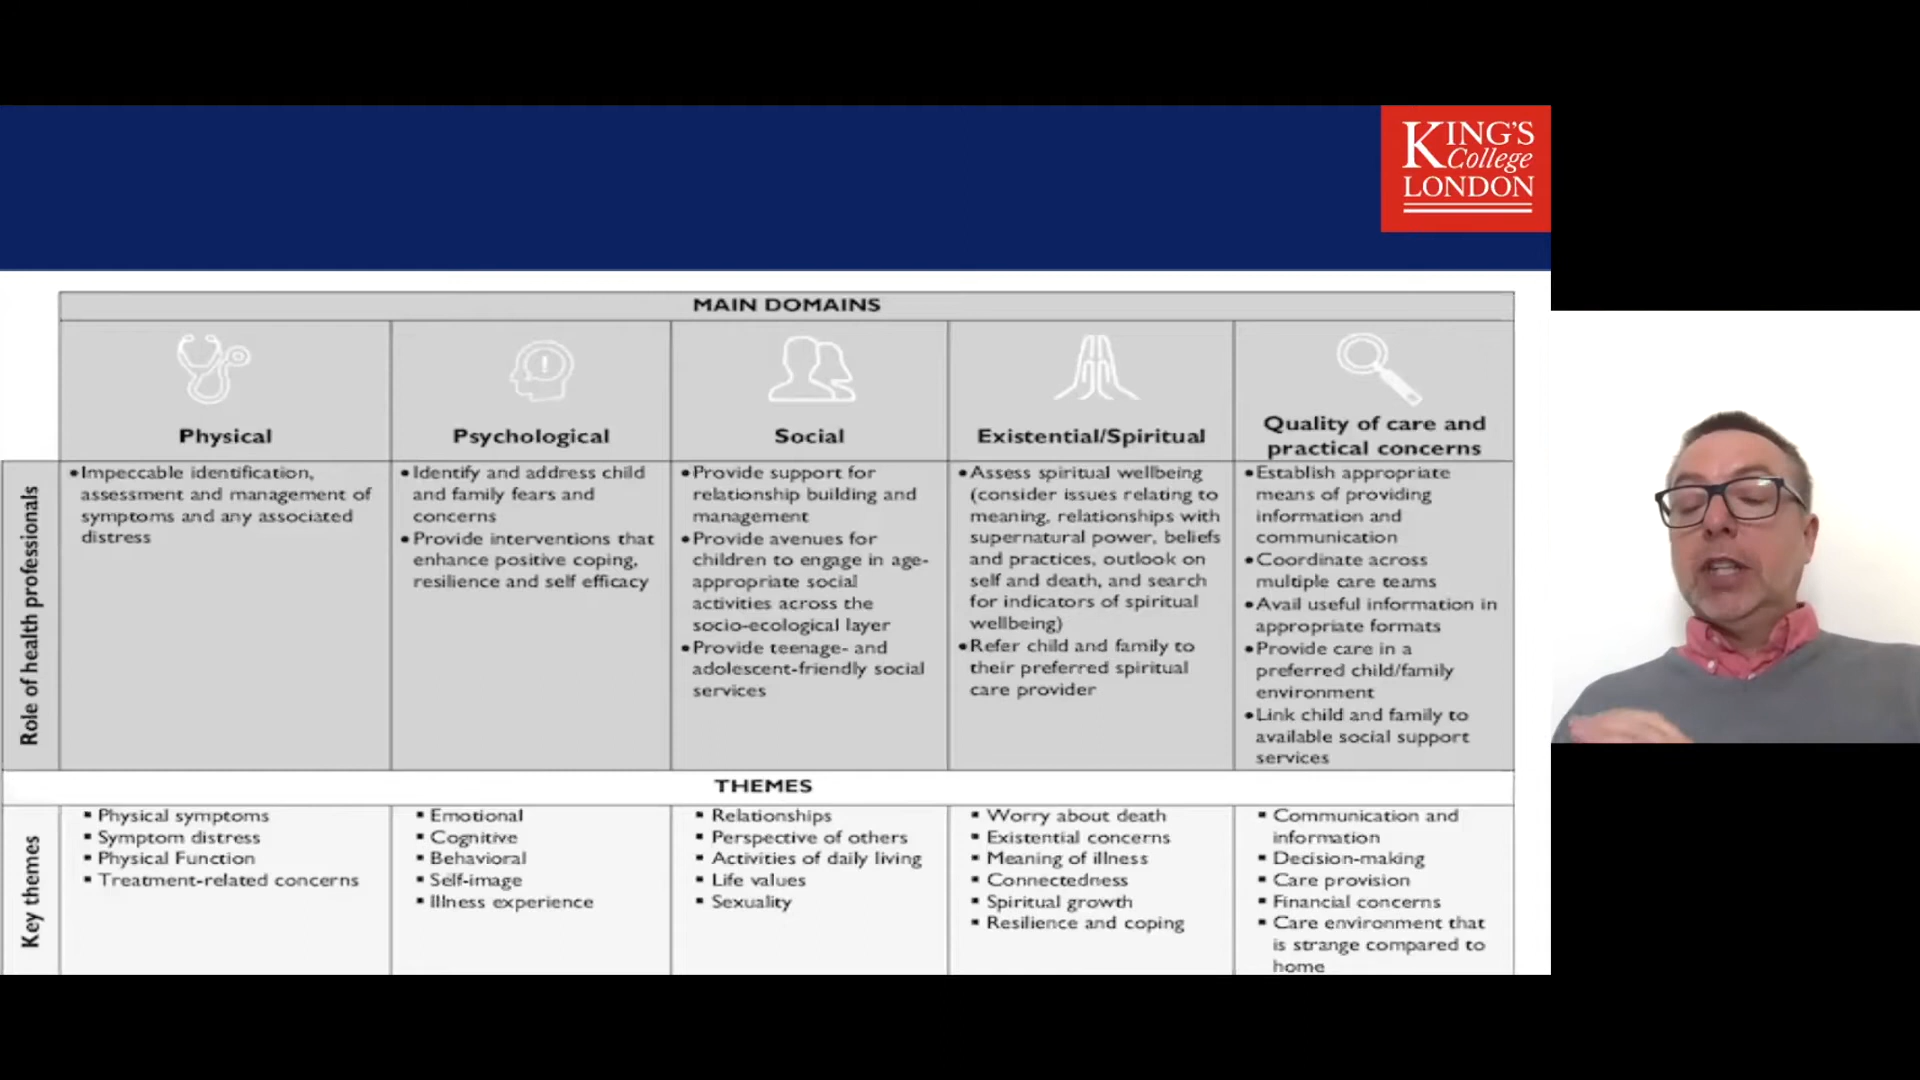 KING'S
College
LONDON
MAIN DOMAINS
Physical
Psychological
Social
Existential/Spiritual
Quality of care and
practical concerns
Role of health professionals
•Impeccable identification,
assessment and management of
symptoms and any associated
distress
•Identify and address child
and family fears and
concerns
•Provide interventions that
enhance positive coping,
resilience and self efficacy
•Provide support for
relationship building and
management
•Provide avenues for
children to engage in age-
appropriate social
activities across the
socio-ecological layer
•Provide teenage- and
adolescent-friendly social
services
•Assess spiritual wellbeing
(consider issues relating to
meaning, relationships with
supernatural power, beliefs
and practices, outlook on
self and death, and search
for indicators of spiritual
wellbeing)
•Refer child and family to
their preferred spiritual
care provider
•Establish appropriate
means of providing
information and
communication
•Coordinate across
multiple care teams
•Avail useful information in
appropriate formats
•Provide care in a
preferred child/family
environment
•Link child and family to
available social support
services
THEMES
Key themes
▪ Physical symptoms
▪ Symptom distress
▪ Physical Function
▪ Treatment-related concerns
▪ Emotional
▪ Cognitive
▪ Behavioral
▪ Self-image
▪ Illness experience
▪ Relationships
▪ Perspective of others
▪ Activities of daily living
▪ Life values
▪ Sexuality
▪ Worry about death
▪ Existential concerns
▪ Meaning of illness
▪ Connectedness
▪ Spiritual growth
▪ Resilience and coping
▪ Communication and
information
▪ Decision-making
▪ Care provision
▪ Financial concerns
▪ Care environment that
is strange compared to
home